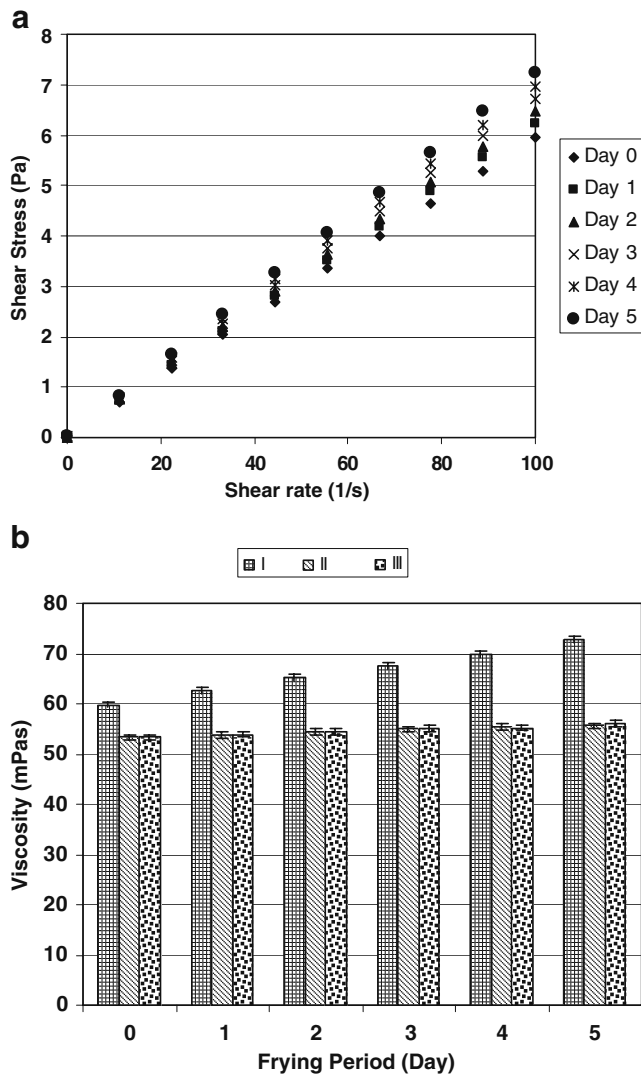 a
8
7
6
5
4
3
2
1
0
Shear Stress (Pa)
0 20 40 60 80 100
Shear rate (1/s)
Day 0
Day 1
Day 2
Day 3
Day 4
Day 5
b
I II III
80
70
60
50
40
30
20
10
0
Viscosity (mPas)
0 1 2 3 4 5
Frying Period (Day)